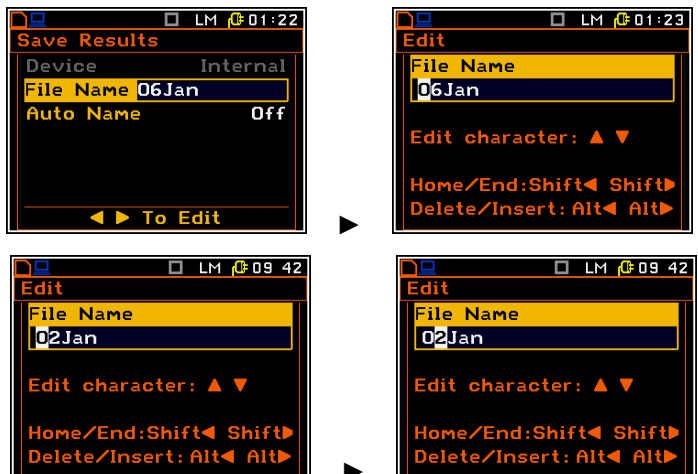 LM 01:22
Save Results
Device Internal
File Name 06Jan
Auto Name Off
To Edit
LM 01:23
Edit
File Name
06Jan
Edit character:
Home/End:Shift Shift
Delete/Insert:Alt Alt
LM 09 42
Edit
File Name
02Jan
Edit character:
Home/End:Shift Shift
Delete/Insert:Alt Alt
LM 09 42
Edit
File Name
02Jan
Edit character:
Home/End:Shift Shift
Delete/Insert:Alt Alt